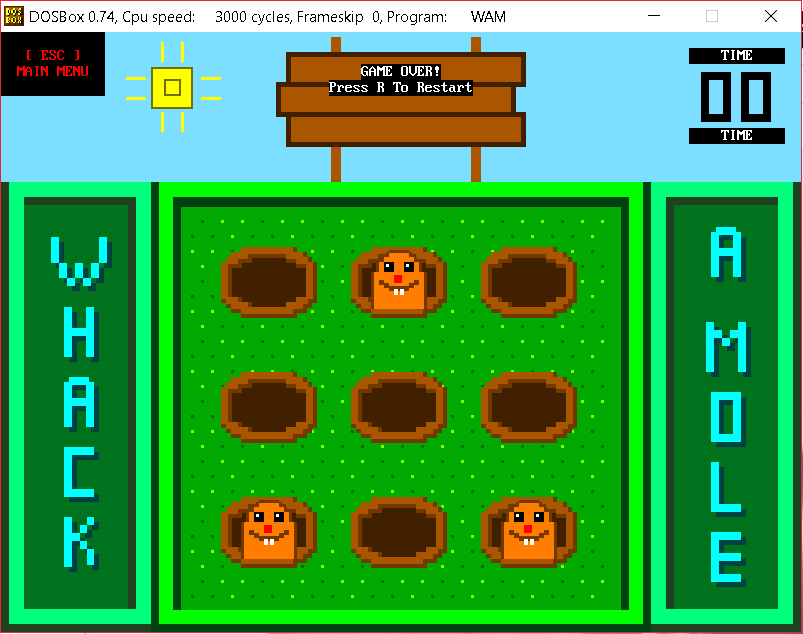 DOSBox 0.74, Cpu speed: 3000 cycles, Frameskip 0, Program: WAM
[ ESC ]
MAIN MENU
GAME OVER!
Press R To Restart
TIME
00
TIME
WHACK
A MOLE